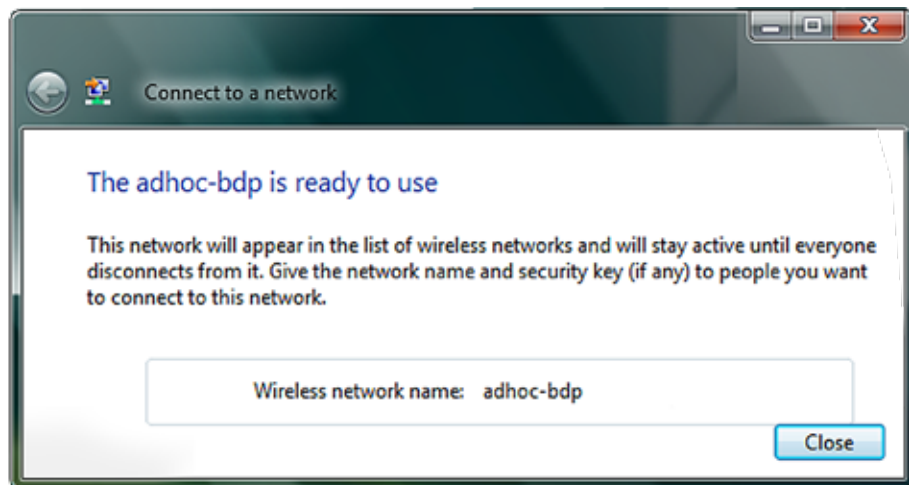 Connect to a network
The adhoc-bdp is ready to use
This network will appear in the list of wireless networks and will stay active until everyone
disconnects from it. Give the network name and security key (if any) to people you want
to connect to this network.
Wireless network name: adhoc-bdp
Close